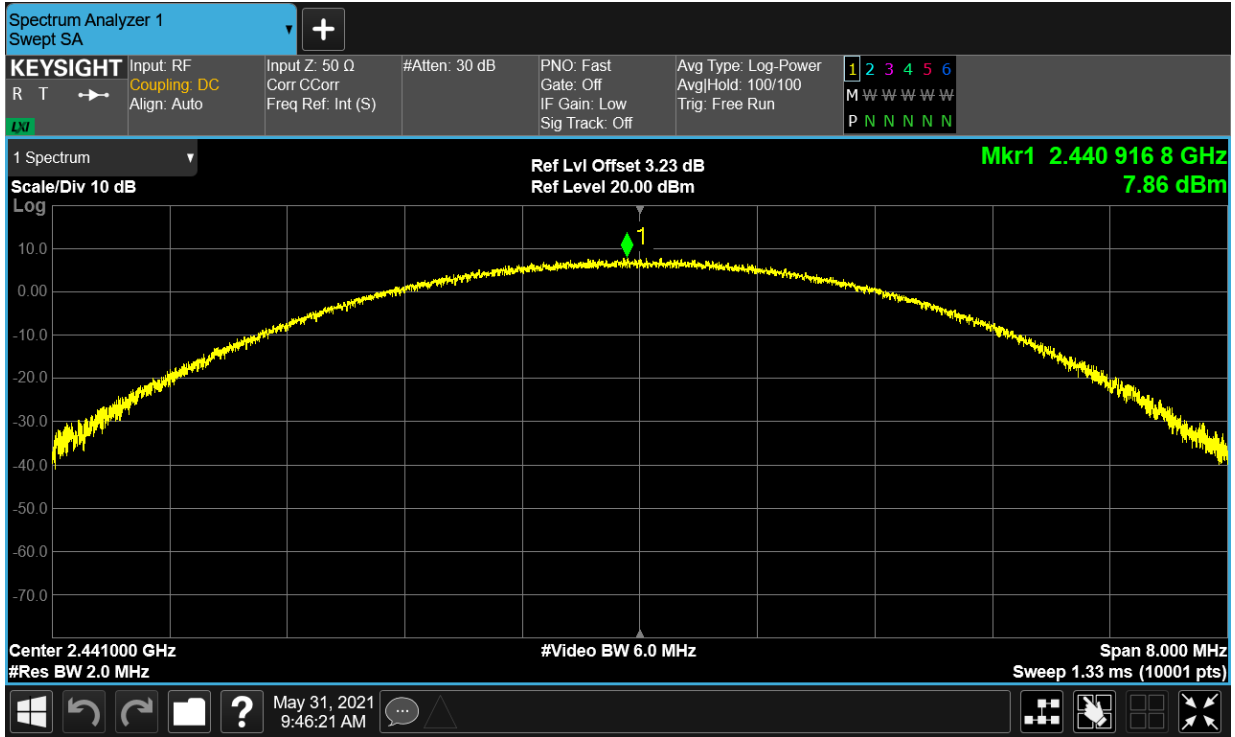 Spectrum Analyzer 1
Swept SA
KEYSIGHT
R T
LXI
Input: RF
Coupling: DC
Align: Auto
Input Z: 50 Ω
Corr CCorr
Freq Ref: Int (S)
#Atten: 30 dB
PNO: Fast
Gate: Off
IF Gain: Low
Sig Track: Off
Avg Type: Log-Power
Avg|Hold: 100/100
Trig: Free Run
1 2 3 4 5 6
M W W W W W
P N N N N N
1 Spectrum
Scale/Div 10 dB
Ref Lvl Offset 3.23 dB
Ref Level 20.00 dBm
Mkr1 2.440 916 8 GHz
7.86 dBm
Log
1
10.0
0.00
-10.0
-20.0
-30.0
-40.0
-50.0
-60.0
-70.0
Center 2.441000 GHz
#Video BW 6.0 MHz
Span 8.000 MHz
#Res BW 2.0 MHz
Sweep 1.33 ms (10001 pts)
?
May 31, 2021
9:46:21 AM